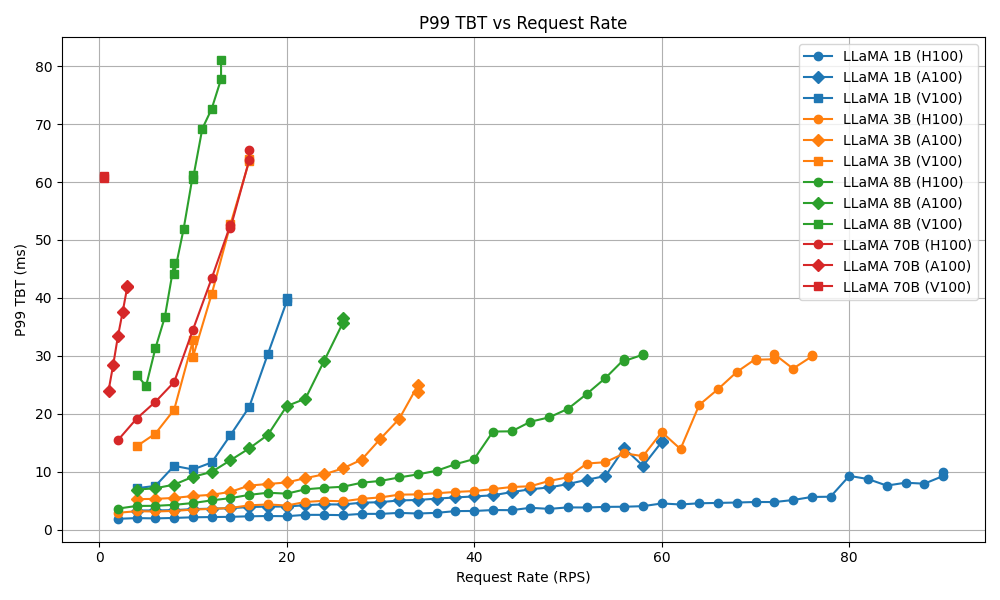 P99 TBT vs Request Rate
P99 TBT (ms)
80
70
60
50
40
30
20
10
0
0 20 40 60 80
Request Rate (RPS)
LLaMA 1B (H100)
LLaMA 1B (A100)
LLaMA 1B (V100)
LLaMA 3B (H100)
LLaMA 3B (A100)
LLaMA 3B (V100)
LLaMA 8B (H100)
LLaMA 8B (A100)
LLaMA 8B (V100)
LLaMA 70B (H100)
LLaMA 70B (A100)
LLaMA 70B (V100)